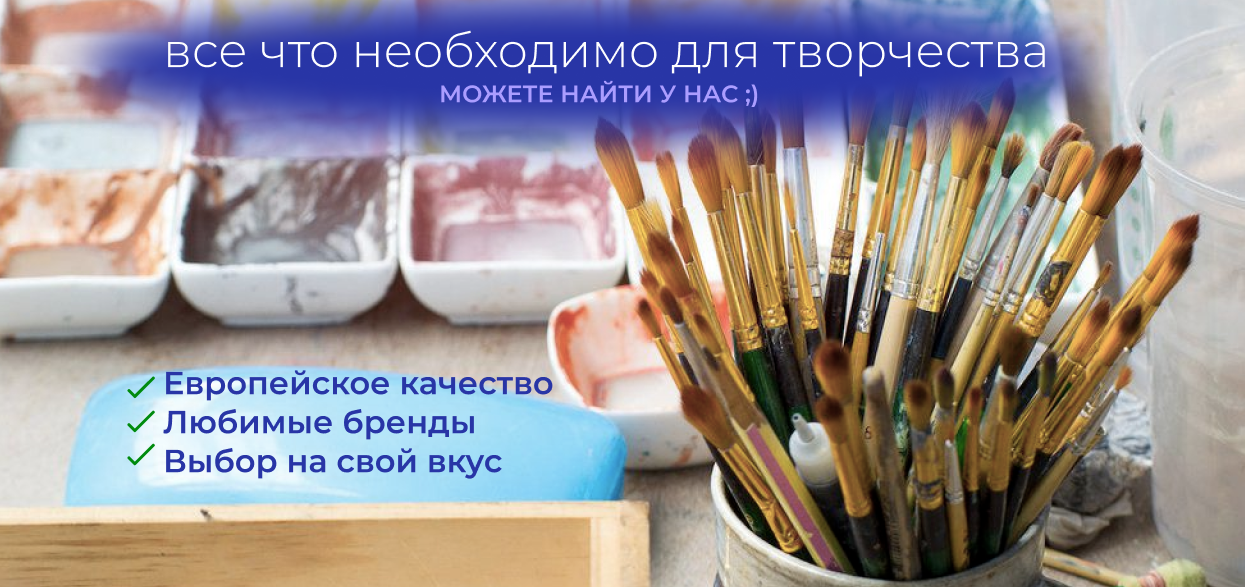 все что необходимо для творчества
МОЖЕТЕ НАЙТИ У НАС ;)
Европейское качество
Любимые бренды
Выбор на свой вкус